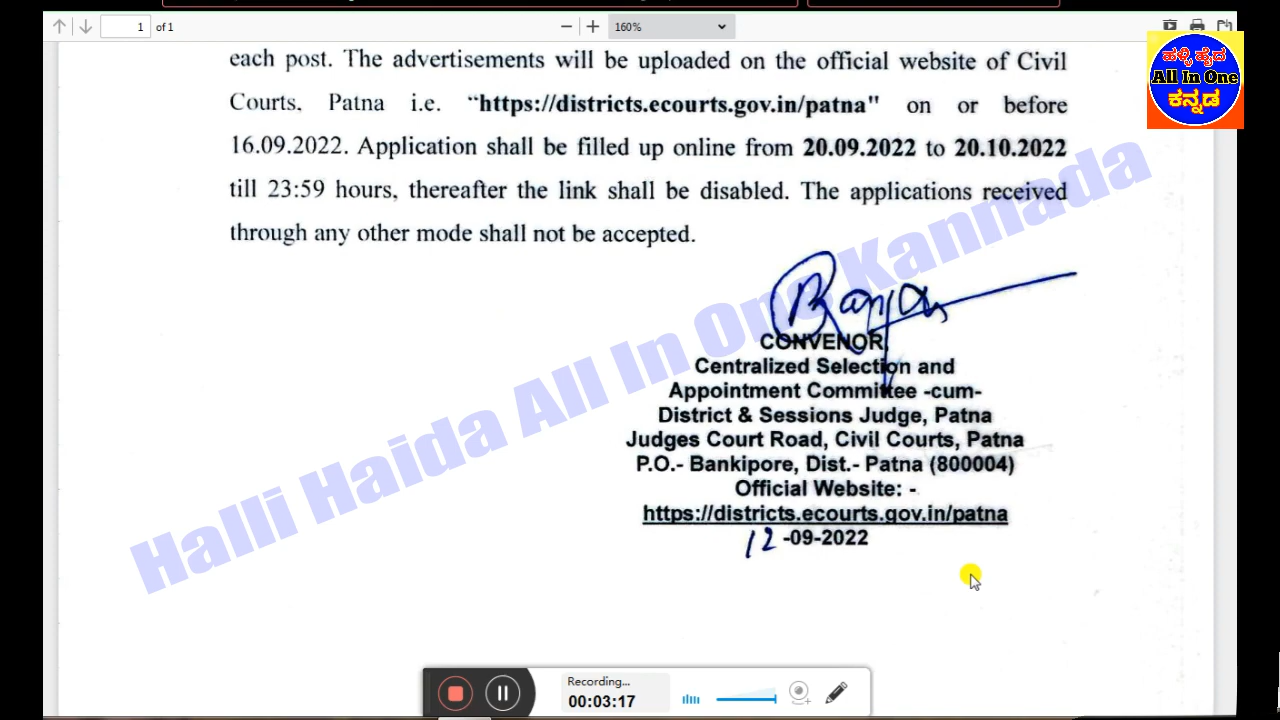 1 of 1
160%
each post. The advertisements will be uploaded on the official website of Civil
Courts, Patna i.e. "https://districts.ecourts.gov.in/patna" on or before
16.09.2022. Application shall be filled up online from 20.09.2022 to 20.10.2022
till 23:59 hours, thereafter the link shall be disabled. The applications received
through any other mode shall not be accepted.
ಹಳ್ಳಿ ಹೈದ
All In One
ಕನ್ನಡ
Halli Haida All In One Kannada
CONVENOR,
Centralized Selection and
Appointment Committee -cum-
District & Sessions Judge, Patna
Judges Court Road, Civil Courts, Patna
P.O.- Bankipore, Dist.- Patna (800004)
Official Website: -
https://districts.ecourts.gov.in/patna
12 -09-2022
Recording...
00:03:17